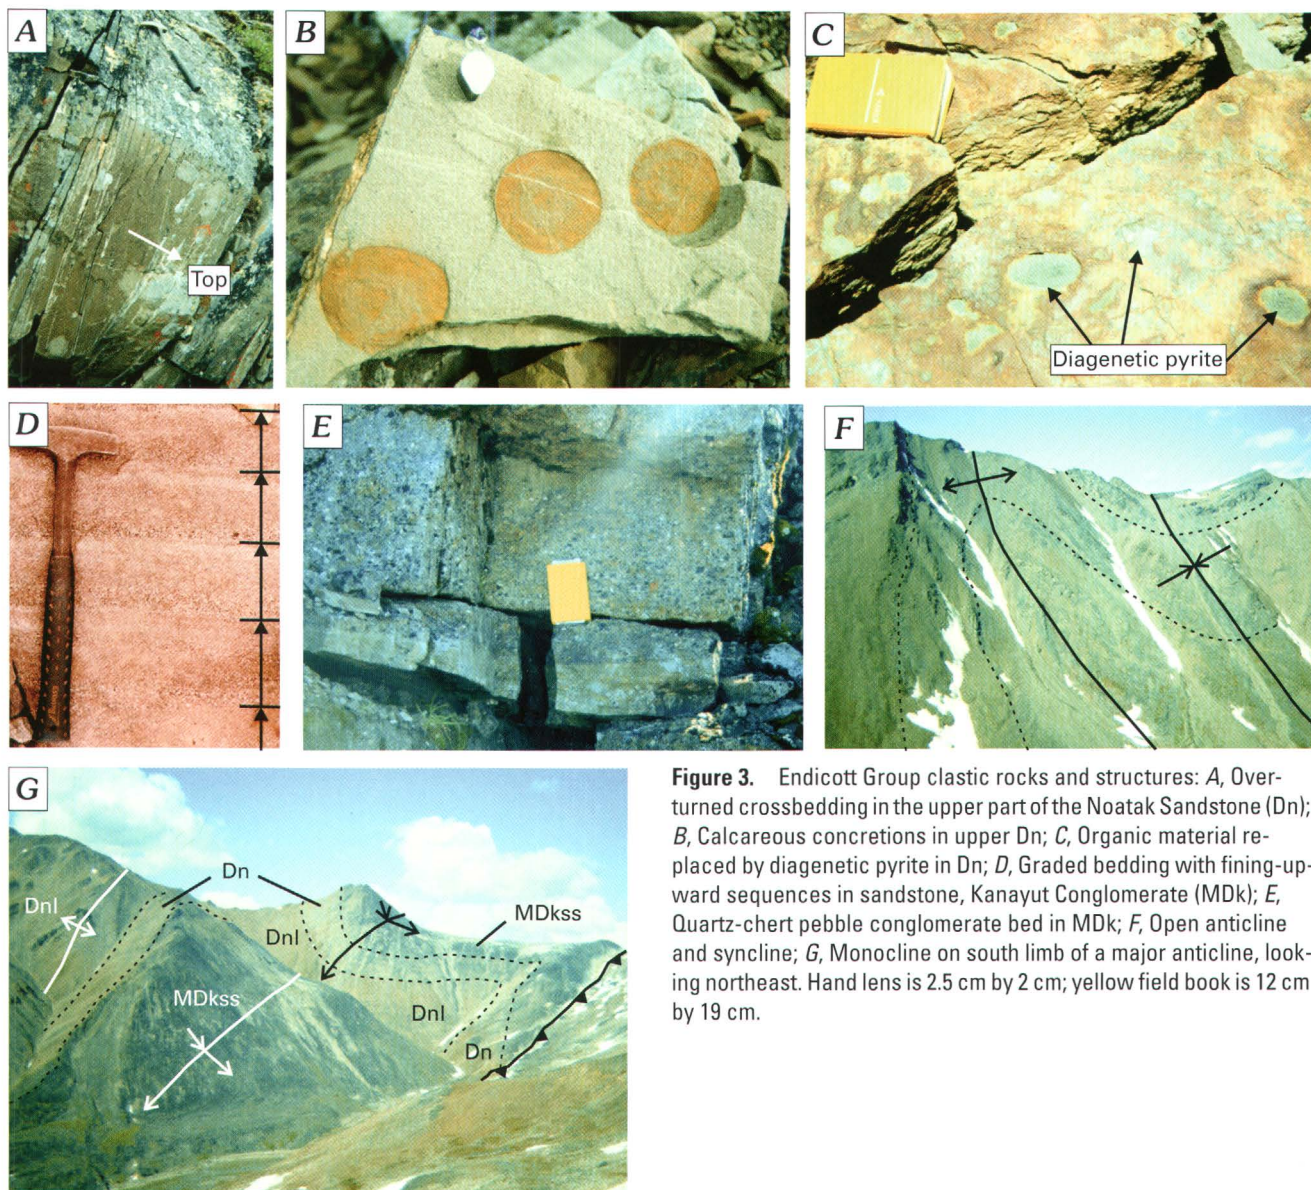 A
Top
B
C
Diagenetic pyrite
D
E
F
G
Dnl
Dn
Dnl
MDkss
MDkss
Dnl
Dn
Figure 3. Endicott Group clastic rocks and structures: A, Over-
turned crossbedding in the upper part of the Noatak Sandstone (Dn);
B, Calcareous concretions in upper Dn; C, Organic material re-
placed by diagenetic pyrite in Dn; D, Graded bedding with fining-up-
ward sequences in sandstone, Kanayut Conglomerate (MDk); E,
Quartz-chert pebble conglomerate bed in MDk; F, Open anticline
and syncline; G, Monocline on south limb of a major anticline, look-
ing northeast. Hand lens is 2.5 cm by 2 cm; yellow field book is 12 cm
by 19 cm.